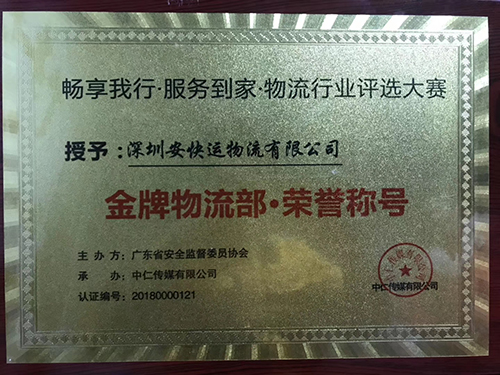 畅享我行·服务到家·物流行业评选大赛
授予：深圳安快运物流有限公司
金牌物流部·荣誉称号
主办方：广东省安全监督委员协会
承办：中仁传媒有限公司
认证编号：20180000121
中仁传媒有限公司